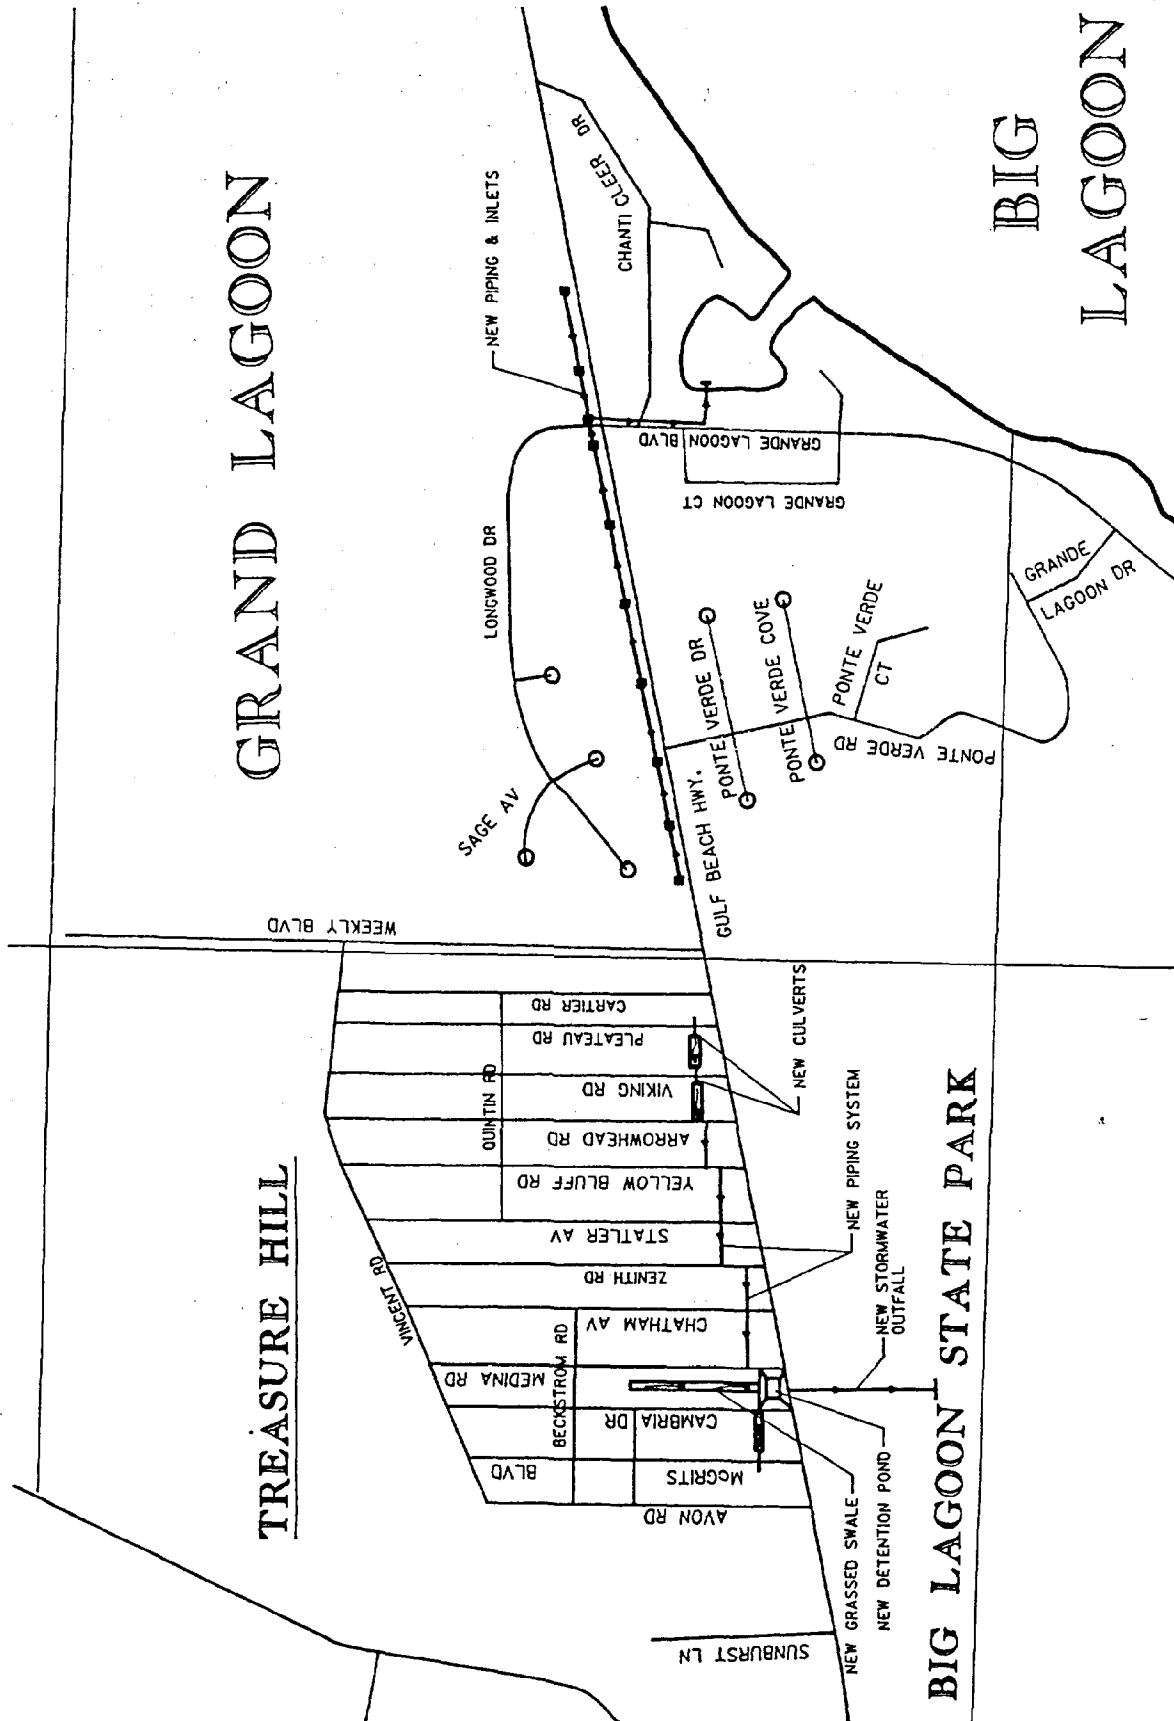 GRAND LAGOON
BIG
LAGOON
CHANTI CLEER DR
NEW PIPING & INLETS
GRANDE LAGOON BLVD
GRANDE LAGOON CT
LONGWOOD DR
GRANDE
LAGOON DR
PONTE VERDE
CT
PONTE VERDE COVE
PONTE VERDE DR
PONTE VERDE RD
SAGE AV
GULF BEACH HWY.
WEEKLY BLVD
CARTIER RD
PLEATEAU RD
VIKING RD
QUINTIN RD
ARROWHEAD RD
YELLOW BLUFF RD
STATLER AV
ZENITH RD
CHATHAM AV
VINCENT RD
MEDINA RD
BECKSTROM RD
CAMBRIA
DR
McGRITS
BLVD
AVON RD
SUNBURST LN
NEW CULVERTS
NEW PIPING SYSTEM
NEW STORMWATER
OUTFALL
NEW GRASSED SWALE
NEW DETENTION POND
TREASURE HILL
BIG LAGOON STATE PARK